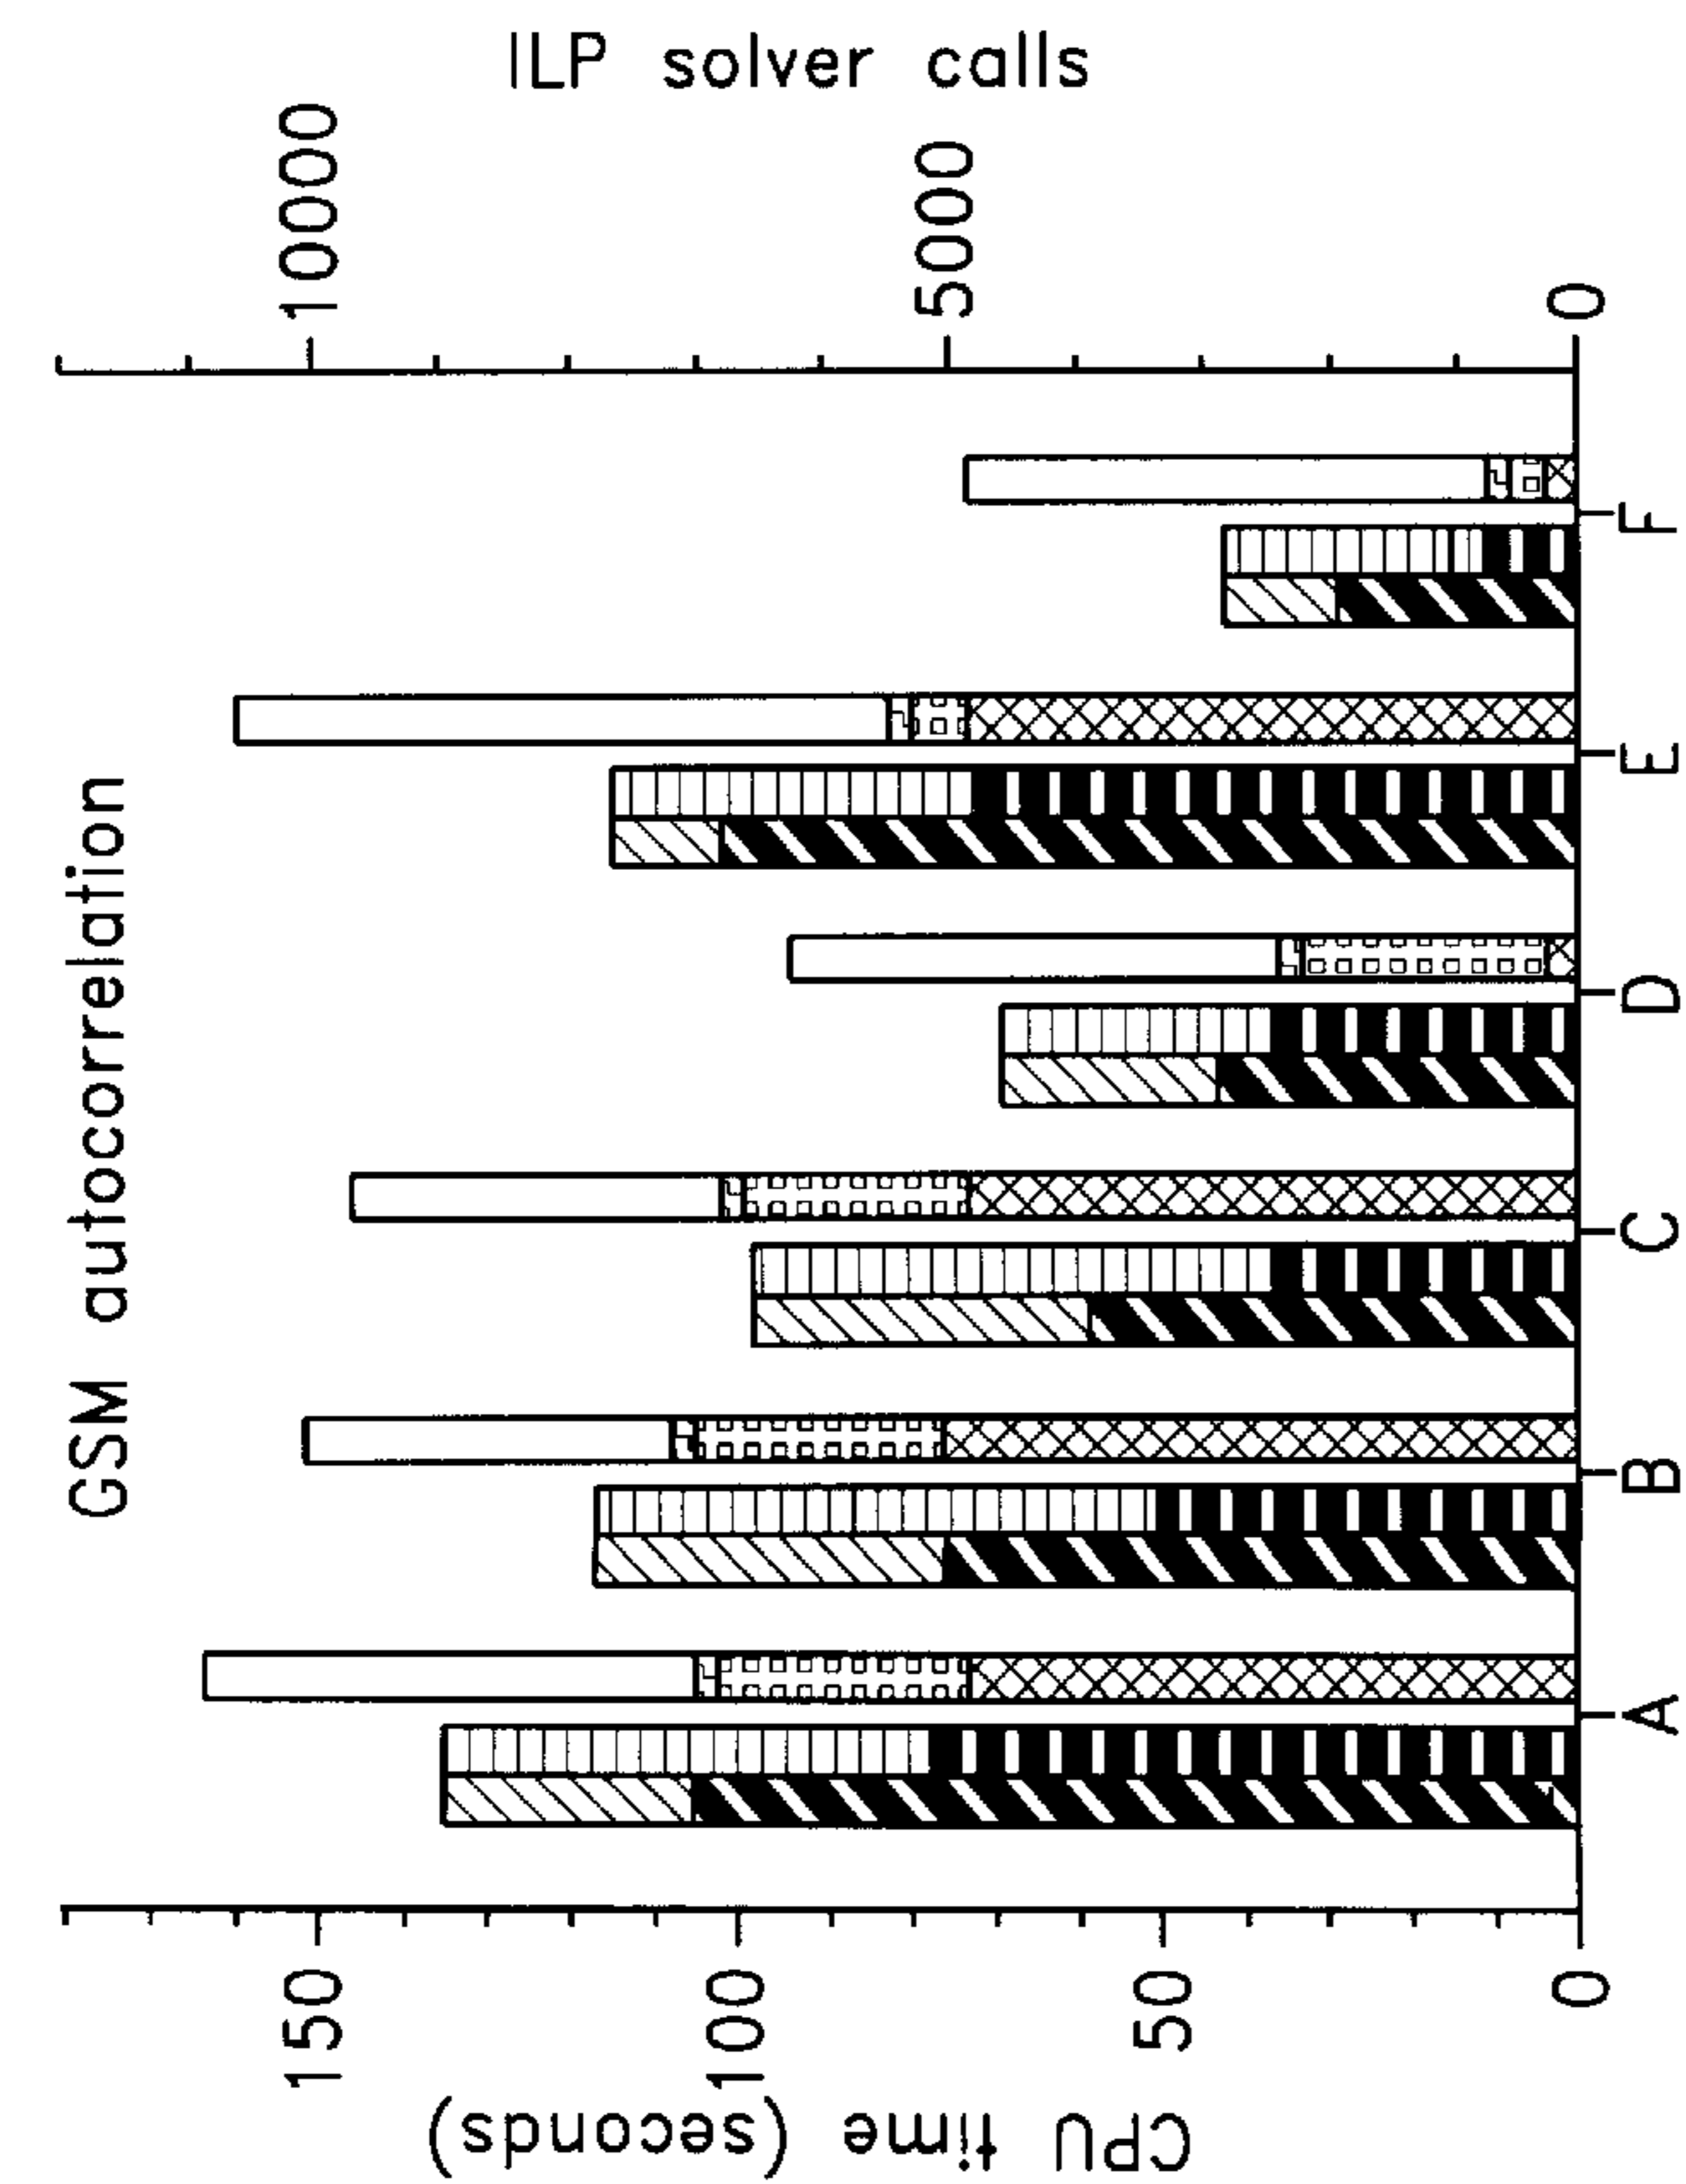 GSM autocorrelation
CPU time (seconds)
150
100
50
0
ILP solver calls
10000
5000
0
A
B
C
D
E
F